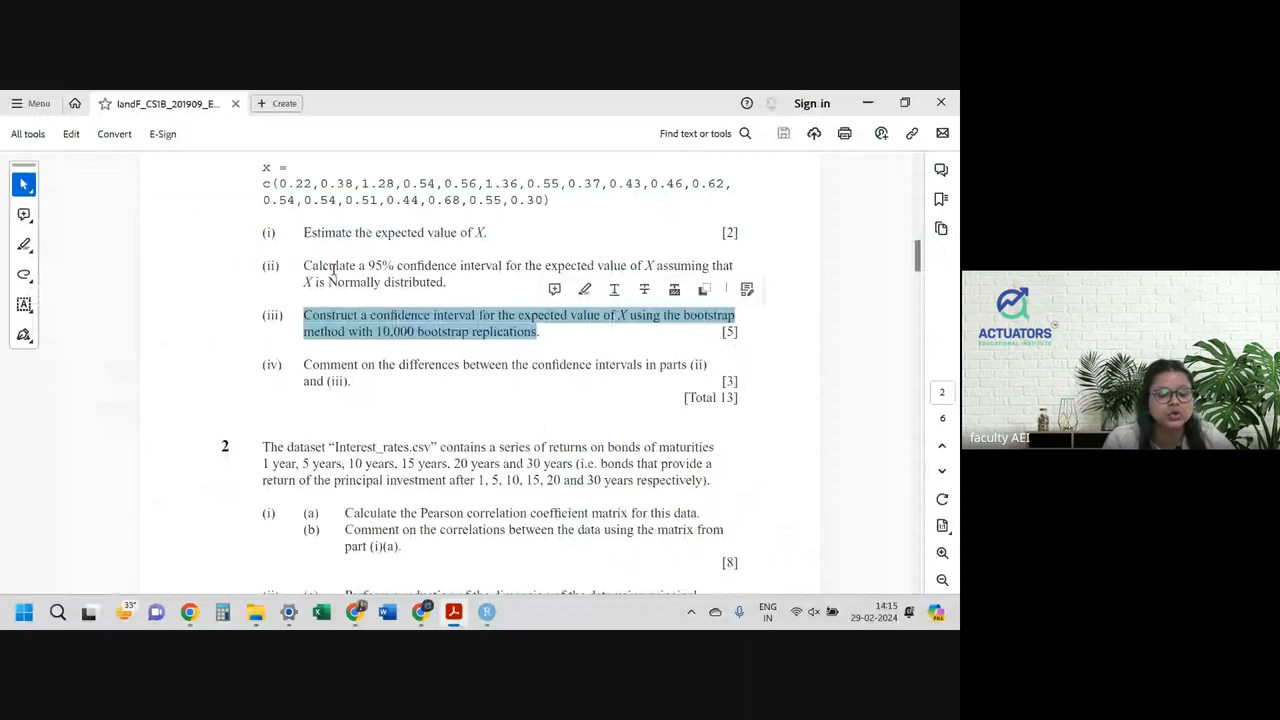 Menu
IandF_CS1B_201909_E...
Create
Sign in
All tools
Edit
Convert
E-Sign
Find text or tools
x =
c(0.22,0.38,1.28,0.54,0.56,1.36,0.55,0.37,0.43,0.46,0.62,
0.54,0.54,0.51,0.44,0.68,0.55,0.30)
(i) Estimate the expected value of X. [2]
(ii) Calculate a 95% confidence interval for the expected value of X assuming that
X is Normally distributed.
(iii) Construct a confidence interval for the expected value of X using the bootstrap
method with 10,000 bootstrap replications. [5]
(iv) Comment on the differences between the confidence intervals in parts (ii)
and (iii). [3]
[Total 13]
2 The dataset “Interest_rates.csv” contains a series of returns on bonds of maturities
1 year, 5 years, 10 years, 15 years, 20 years and 30 years (i.e. bonds that provide a
return of the principal investment after 1, 5, 10, 15, 20 and 30 years respectively).
(i) (a) Calculate the Pearson correlation coefficient matrix for this data.
(b) Comment on the correlations between the data using the matrix from
part (i)(a).
[8]
2
6
33°
ENG
IN
14:15
29-02-2024
ACTUATORS
EDUCATIONAL INSTITUTE
faculty AEI